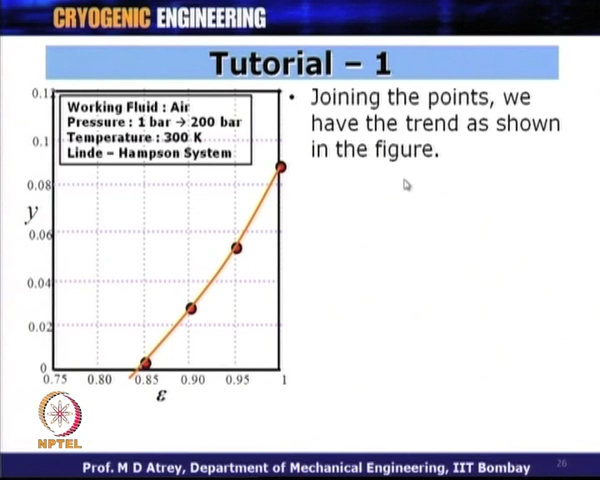 CRYOGENIC ENGINEERING
Tutorial – 1
0.12
Working Fluid : Air
Pressure : 1 bar → 200 bar
Temperature : 300 K
Linde – Hampson System
0.1
0.08
y
0.06
0.04
0.02
0
0.75 0.80 0.85 0.90 0.95 1
ε
• Joining the points, we
have the trend as shown
in the figure.
NPTEL
Prof. M D Atrey, Department of Mechanical Engineering, IIT Bombay
26